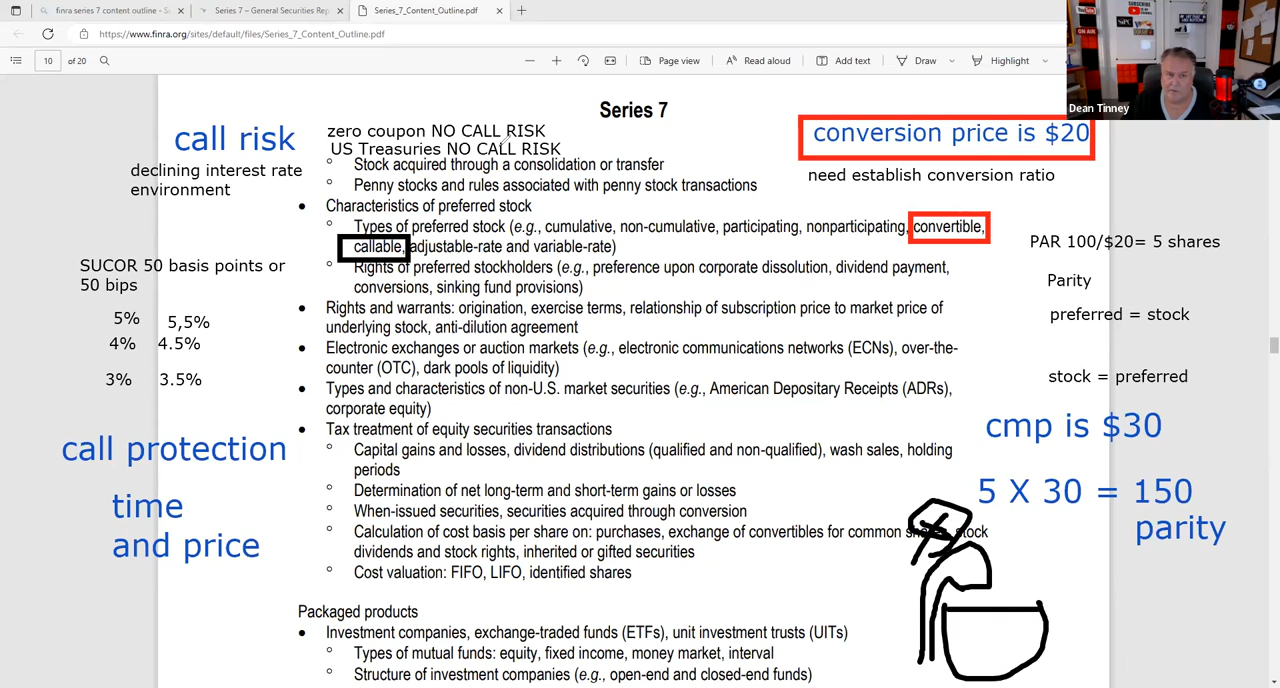 finra series 7 content outline - Se
Series 7 – General Securities Rep
Series_7_Content_Outline.pdf
https://www.finra.org/sites/default/files/Series_7_Content_Outline.pdf
10 of 20
Page view
Read aloud
Add text
Draw
Highlight
Dean Tinney
Series 7
call risk
zero coupon NO CALL RISK
US Treasuries NO CALL RISK
declining interest rate
environment
conversion price is $20
need establish conversion ratio
Stock acquired through a consolidation or transfer
Penny stocks and rules associated with penny stock transactions
Characteristics of preferred stock
Types of preferred stock (e.g., cumulative, non-cumulative, participating, nonparticipating, convertible,
callable, adjustable-rate and variable-rate)
Rights of preferred stockholders (e.g., preference upon corporate dissolution, dividend payment,
conversions, sinking fund provisions)
PAR 100/$20= 5 shares
Parity
preferred = stock
stock = preferred
SUCOR 50 basis points or
50 bips
5% 5,5%
4% 4.5%
3% 3.5%
Rights and warrants: origination, exercise terms, relationship of subscription price to market price of
underlying stock, anti-dilution agreement
Electronic exchanges or auction markets (e.g., electronic communications networks (ECNs), over-the-
counter (OTC), dark pools of liquidity)
Types and characteristics of non-U.S. market securities (e.g., American Depositary Receipts (ADRs),
corporate equity)
Tax treatment of equity securities transactions
Capital gains and losses, dividend distributions (qualified and non-qualified), wash sales, holding
periods
Determination of net long-term and short-term gains or losses
When-issued securities, securities acquired through conversion
Calculation of cost basis per share on: purchases, exchange of convertibles for common shares, stock
dividends and stock rights, inherited or gifted securities
Cost valuation: FIFO, LIFO, identified shares
call protection
time
and price
cmp is $30
5 X 30 = 150
parity
Packaged products
Investment companies, exchange-traded funds (ETFs), unit investment trusts (UITs)
Types of mutual funds: equity, fixed income, money market, interval
Structure of investment companies (e.g., open-end and closed-end funds)